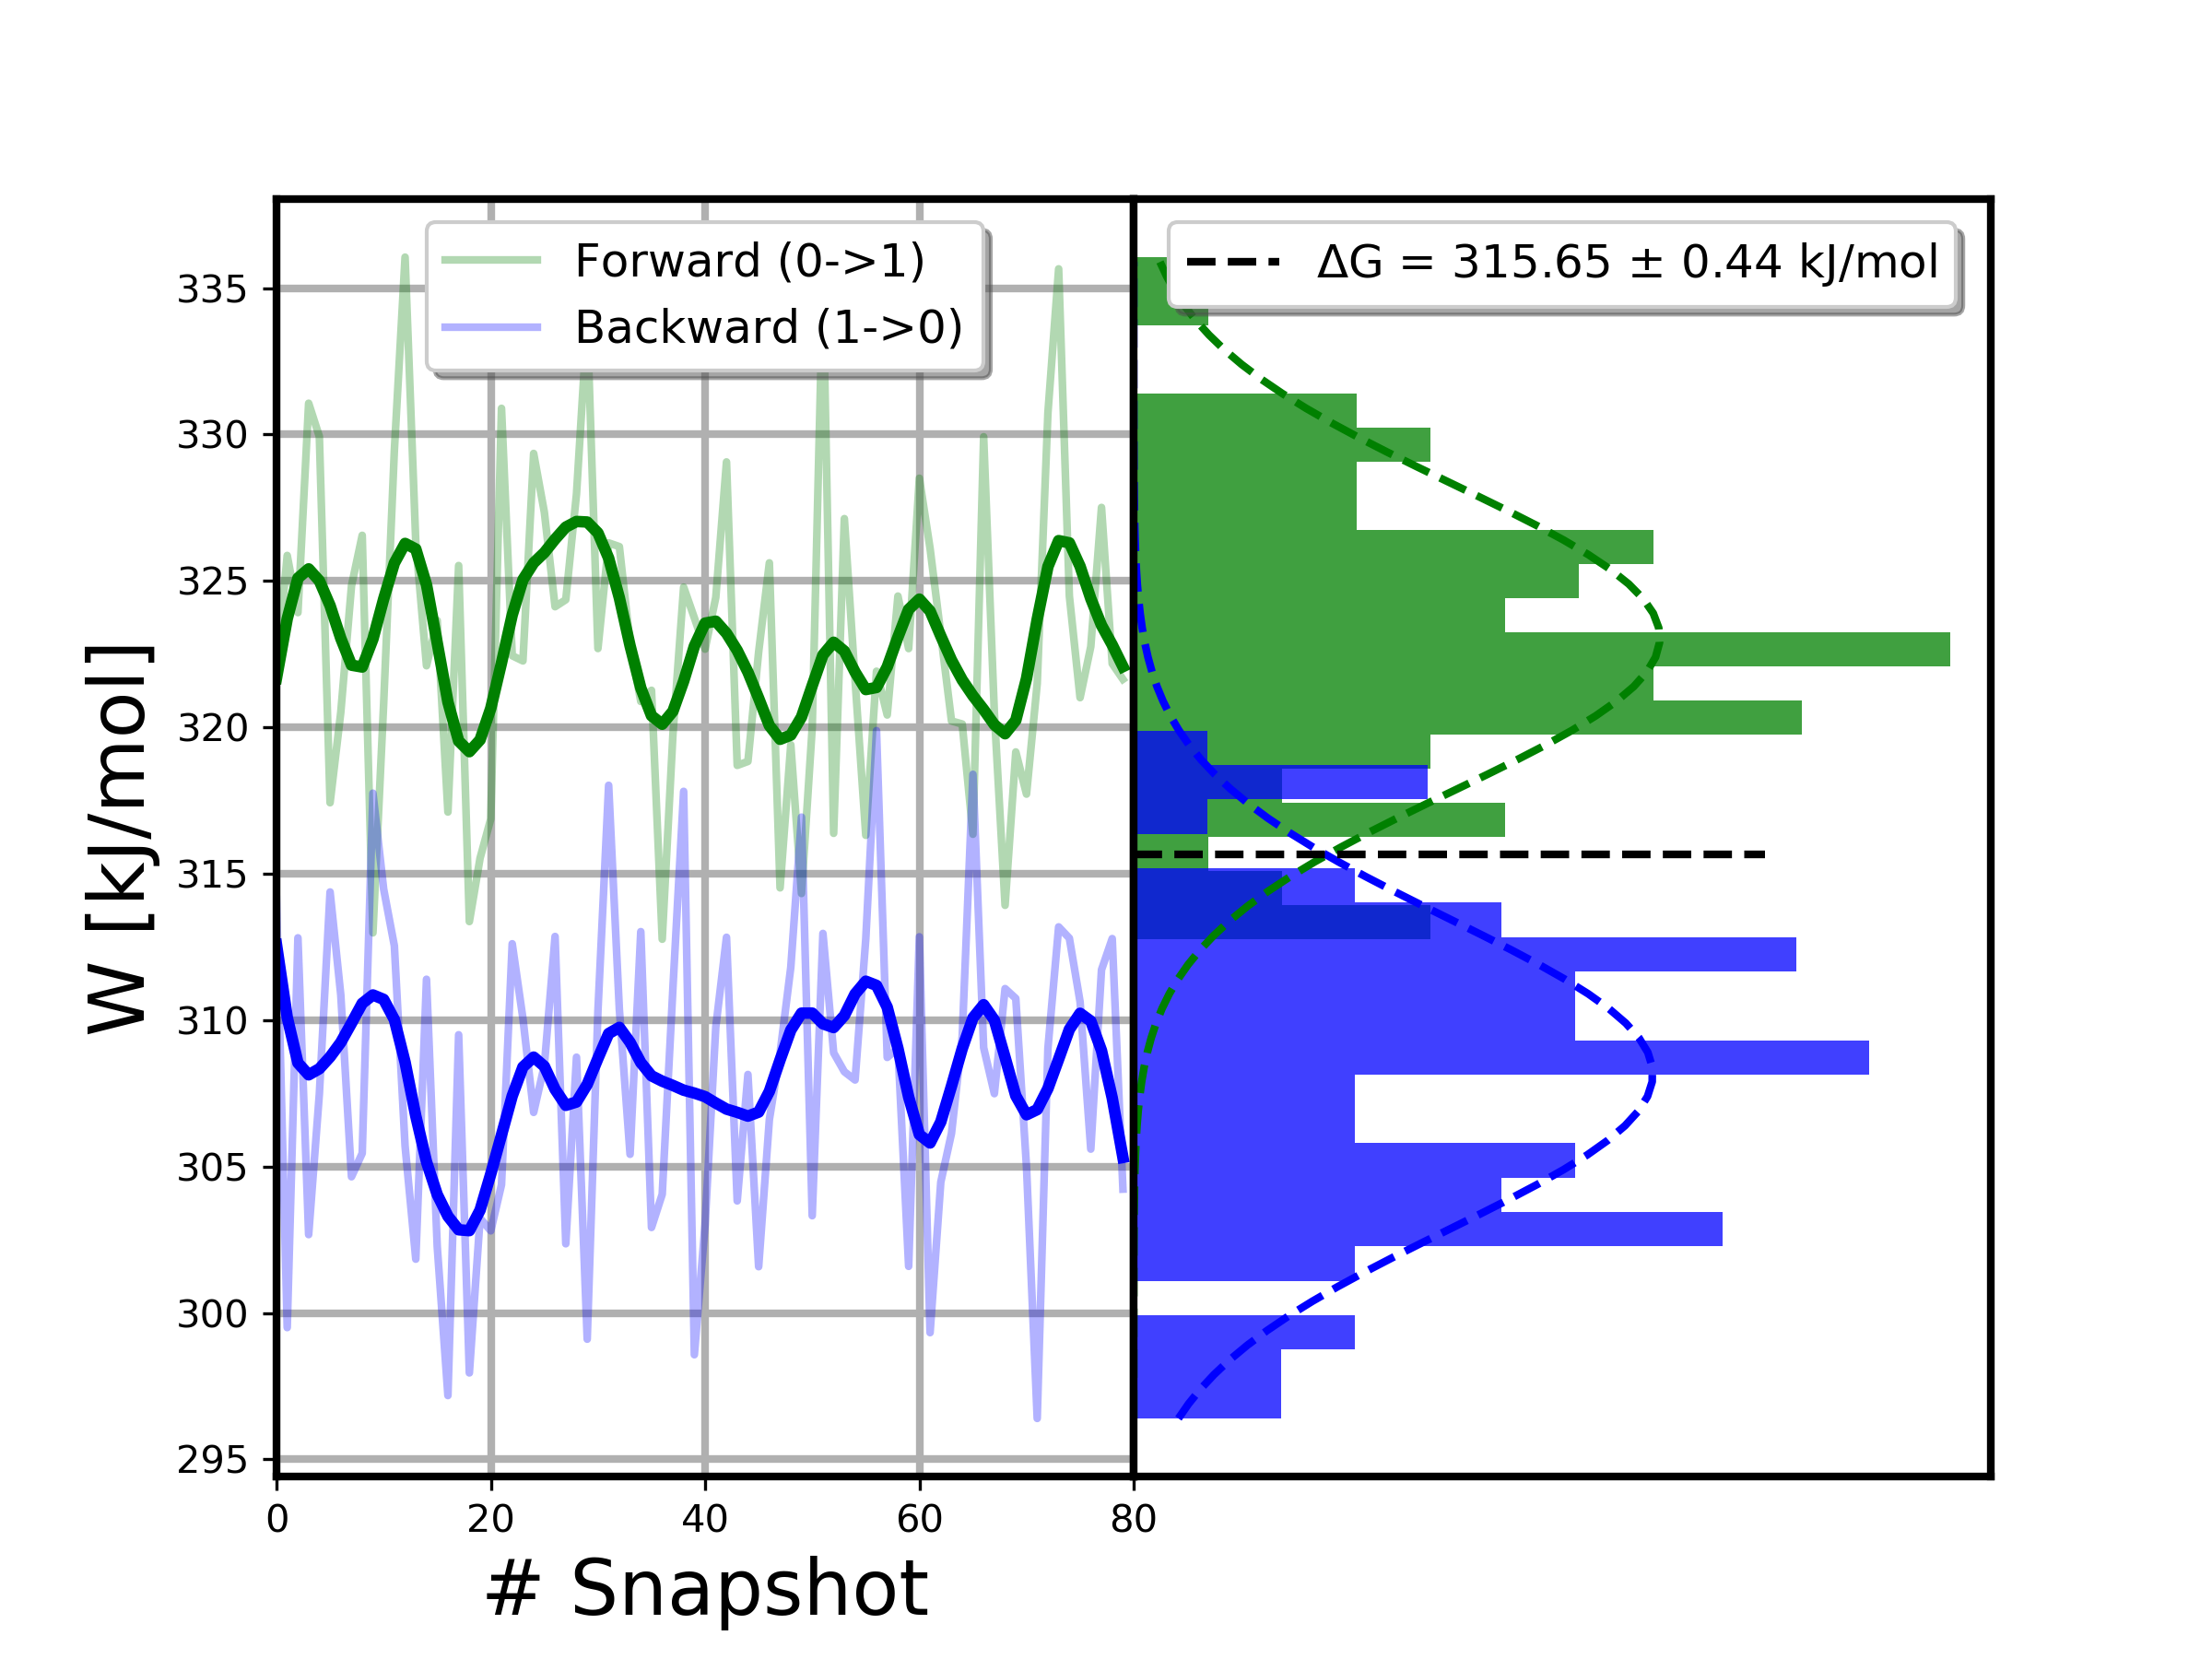 Forward (0->1)
Backward (1->0)
ΔG = 315.65 ± 0.44 kJ/mol
W [kJ/mol]
335
330
325
320
315
310
305
300
295
0 20 40 60 80
# Snapshot